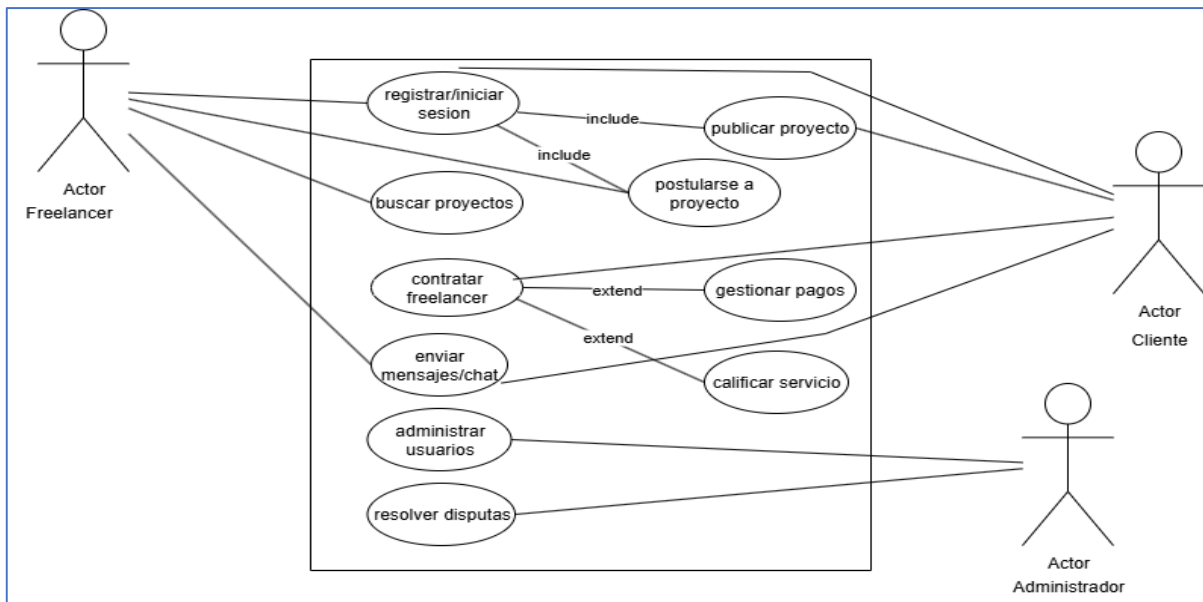 registrar/iniciar
sesion
include
publicar proyecto
include
postularse a
proyecto
buscar proyectos
Actor
Freelancer
contratar
freelancer
extend
gestionar pagos
Actor
Cliente
extend
enviar
mensajes/chat
calificar servicio
administrar
usuarios
resolver disputas
Actor
Administrador